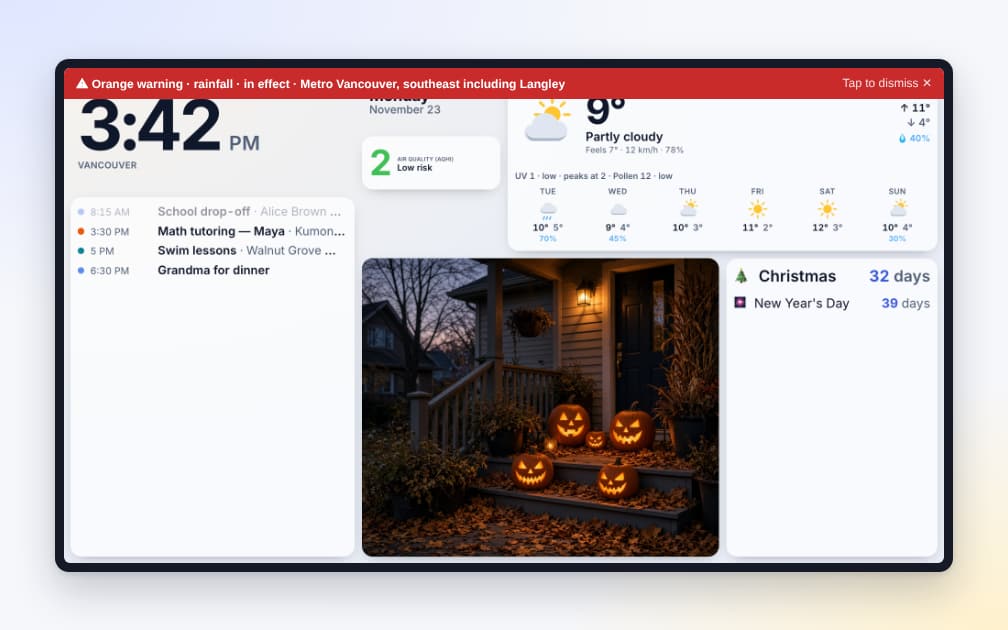 Orange warning · rainfall · in effect · Metro Vancouver, southeast including Langley
Tap to dismiss ✕
3:42 PM
VANCOUVER
Monday
November 23
2
AIR QUALITY (AQHI)
Low risk
9°
Partly cloudy
Feels 7° · 12 km/h · 78%
↑ 11°
↓ 4°
40%
UV 1 · low · peaks at 2 · Pollen 12 · low
TUE WED THU FRI SAT SUN
10° 5° 9° 4° 10° 3° 11° 2° 12° 3° 10° 4°
70% 45% 30%
8:15 AM School drop-off · Alice Brown ...
3:30 PM Math tutoring — Maya · Kumon...
5 PM Swim lessons · Walnut Grove ...
6:30 PM Grandma for dinner
Christmas 32 days
New Year's Day 39 days